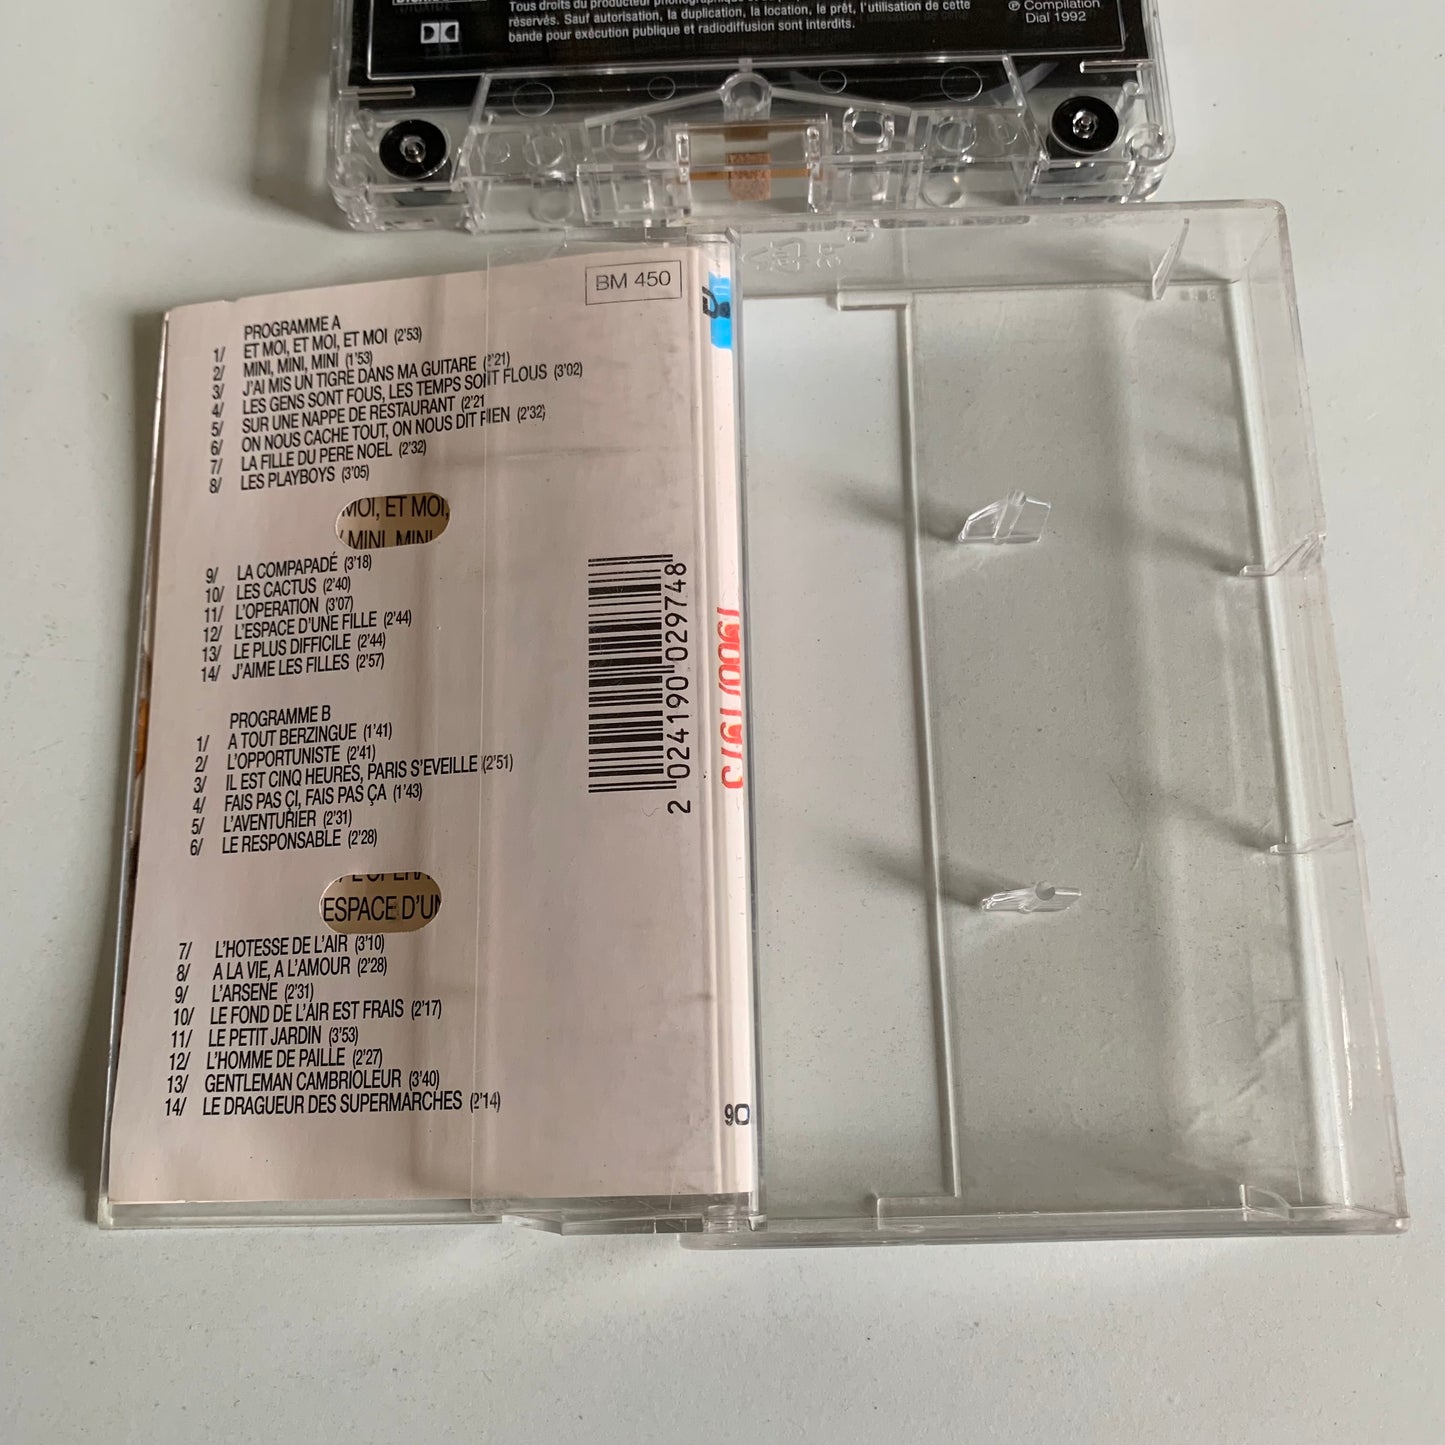 Tous droits du producteur phonographique
réservés. Sauf autorisation, la duplication, la location, le prêt, l'utilisation de cette
bande pour exécution publique et radiodiffusion sont interdits.
℗ Compilation
Dial 1992
BM 450
PROGRAMME A
1/ ET MOI, ET MOI, ET MOI (2'53)
2/ MINI, MINI, MINI (1'53)
3/ J'AI MIS UN TIGRE DANS MA GUITARE (2'21)
4/ LES GENS SONT FOUS, LES TEMPS SONT FLOUS (3'02)
5/ SUR UNE NAPPE DE RESTAURANT (2'21
6/ ON NOUS CACHE TOUT, ON NOUS DIT RIEN (2'32)
7/ LA FILLE DU PERE NOEL (2'32)
8/ LES PLAYBOYS (3'05)
MOI, ET MOI,
MINI, MINI
9/ LA COMPAPADÉ (3'18)
10/ LES CACTUS (2'40)
11/ L'OPERATION (3'07)
12/ L'ESPACE D'UNE FILLE (2'44)
13/ LE PLUS DIFFICILE (2'44)
14/ J'AIME LES FILLES (2'57)
PROGRAMME B
1/ A TOUT BERZINGUE (1'41)
2/ L'OPPORTUNISTE (2'41)
3/ IL EST CINQ HEURES, PARIS S'EVEILLE (2'51)
4/ FAIS PAS ÇI, FAIS PAS ÇA (1'43)
5/ L'AVENTURIER (2'31)
6/ LE RESPONSABLE (2'28)
ESPACE D'UN
7/ L'HOTESSE DE L'AIR (3'10)
8/ A LA VIE, A L'AMOUR (2'28)
9/ L'ARSENE (2'31)
10/ LE FOND DE L'AIR EST FRAIS (2'17)
11/ LE PETIT JARDIN (3'53)
12/ L'HOMME DE PAILLE (2'27)
13/ GENTLEMAN CAMBRIOLEUR (3'40)
14/ LE DRAGUEUR DES SUPERMARCHES (2'14)
2 024190 029748
90